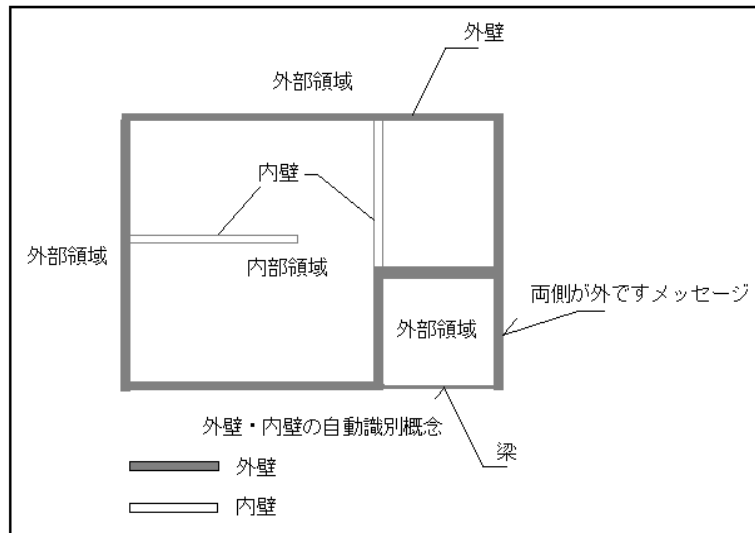 外壁
外部領域
内壁
外部領域
内部領域
両側が外ですメッセージ
外部領域
外壁・内壁の自動識別概念
梁
外壁
内壁